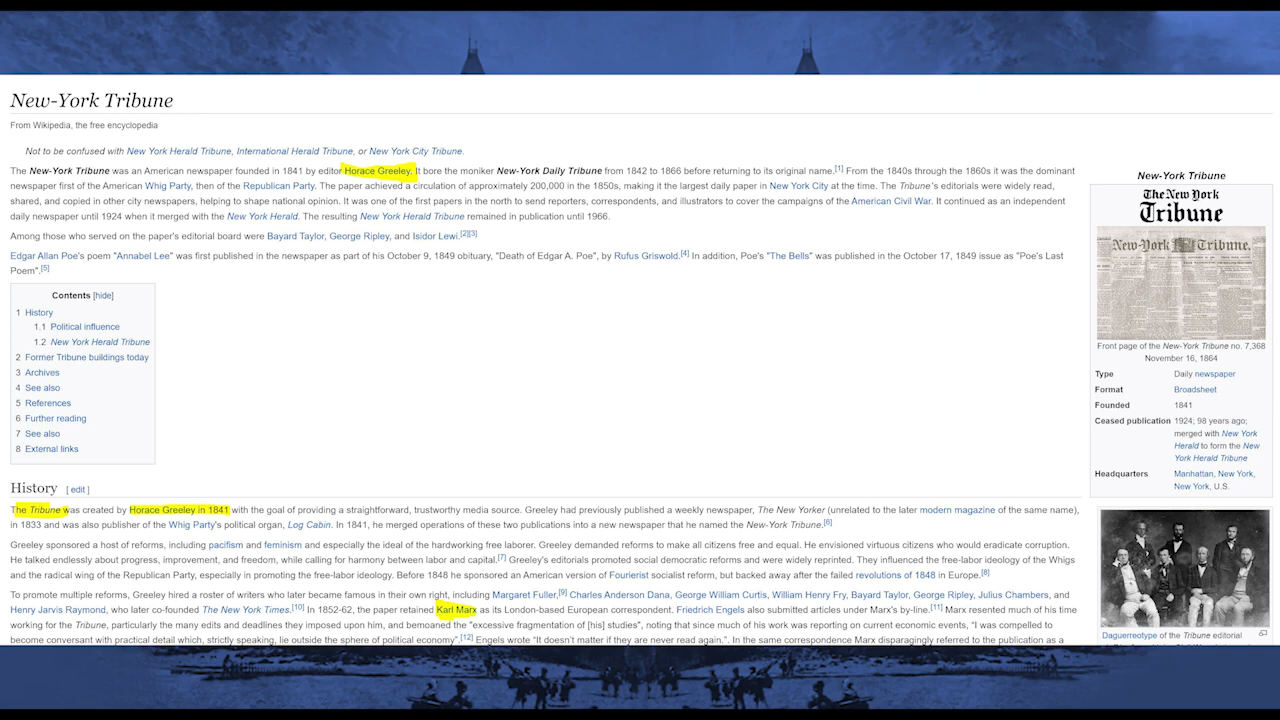 New-York Tribune
From Wikipedia, the free encyclopedia
Not to be confused with New York Herald Tribune, International Herald Tribune, or New York City Tribune.
The New-York Tribune was an American newspaper founded in 1841 by editor Horace Greeley. It bore the moniker New-York Daily Tribune from 1842 to 1866 before returning to its original name.[1] From the 1840s through the 1860s it was the dominant
newspaper first of the American Whig Party, then of the Republican Party. The paper achieved a circulation of approximately 200,000 in the 1850s, making it the largest daily paper in New York City at the time. The Tribune's editorials were widely read,
shared, and copied in other city newspapers, helping to shape national opinion. It was one of the first papers in the north to send reporters, correspondents, and illustrators to cover the campaigns of the American Civil War. It continued as an independent
daily newspaper until 1924 when it merged with the New York Herald. The resulting New York Herald Tribune remained in publication until 1966.
Among those who served on the paper's editorial board were Bayard Taylor, George Ripley, and Isidor Lewi.[2][3]
Edgar Allan Poe's poem "Annabel Lee" was first published in the newspaper as part of his October 9, 1849 obituary, "Death of Edgar A. Poe", by Rufus Griswold.[4] In addition, Poe's "The Bells" was published in the October 17, 1849 issue as "Poe's Last
Poem".[5]
Contents [hide]
1 History
1.1 Political influence
1.2 New York Herald Tribune
2 Former Tribune buildings today
3 Archives
4 See also
5 References
6 Further reading
7 See also
8 External links
New-York Tribune
The New York
Tribune
New-York Tribune.
Front page of the New-York Tribune no. 7,368
November 16, 1864
Type Daily newspaper
Format Broadsheet
Founded 1841
Ceased publication 1924; 98 years ago;
merged with New York
Herald to form the New
York Herald Tribune
Headquarters Manhattan, New York,
New York, U.S.
History [ edit ]
The Tribune was created by Horace Greeley in 1841 with the goal of providing a straightforward, trustworthy media source. Greeley had previously published a weekly newspaper, The New Yorker (unrelated to the later modern magazine of the same name),
in 1833 and was also publisher of the Whig Party's political organ, Log Cabin. In 1841, he merged operations of these two publications into a new newspaper that he named the New-York Tribune.[6]
Greeley sponsored a host of reforms, including pacifism and feminism and especially the ideal of the hardworking free laborer. Greeley demanded reforms to make all citizens free and equal. He envisioned virtuous citizens who would eradicate corruption.
He talked endlessly about progress, improvement, and freedom, while calling for harmony between labor and capital.[7] Greeley's editorials promoted social democratic reforms and were widely reprinted. They influenced the free-labor ideology of the Whigs
and the radical wing of the Republican Party, especially in promoting the free-labor ideology. Before 1848 he sponsored an American version of Fourierist socialist reform, but backed away after the failed revolutions of 1848 in Europe.[8]
To promote multiple reforms, Greeley hired a roster of writers who later became famous in their own right, including Margaret Fuller,[9] Charles Anderson Dana, George William Curtis, William Henry Fry, Bayard Taylor, George Ripley, Julius Chambers, and
Henry Jarvis Raymond, who later co-founded The New York Times.[10] In 1852-62, the paper retained Karl Marx as its London-based European correspondent. Friedrich Engels also submitted articles under Marx's by-line.[11] Marx resented much of his time
working for the Tribune, particularly the many edits and deadlines they imposed upon him, and bemoaned the "excessive fragmentation of [his] studies", noting that since much of his work was reporting on current economic events, "I was compelled to
become conversant with practical detail which, strictly speaking, lie outside the sphere of political economy".[12] Engels wrote "It doesn't matter if they are never read again.". In the same correspondence Marx disparagingly referred to the publication as a
Daguerreotype of the Tribune editorial